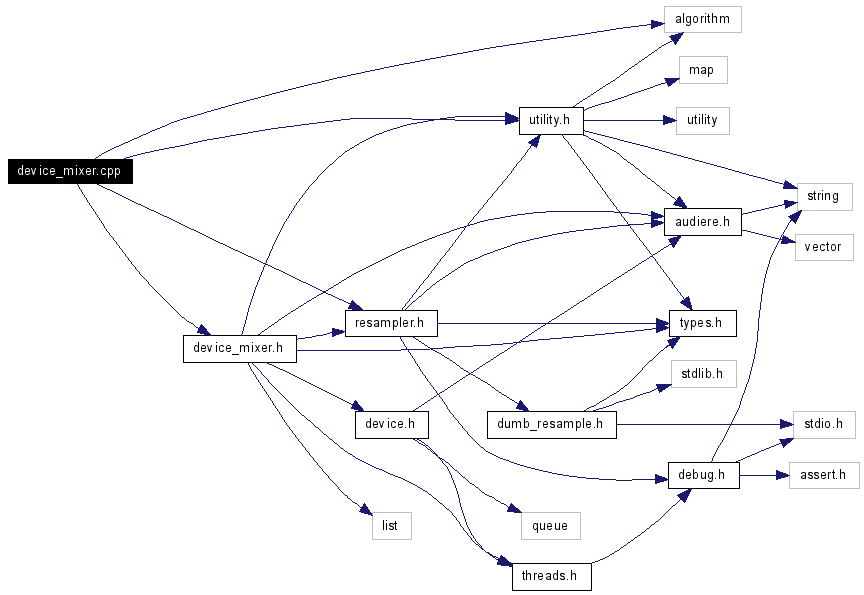 algorithm
map
utility.h
utility
device_mixer.cpp
string
audiere.h
vector
resampler.h
types.h
device_mixer.h
stdlib.h
device.h
dumb_resample.h
stdio.h
debug.h
assert.h
list
queue
threads.h